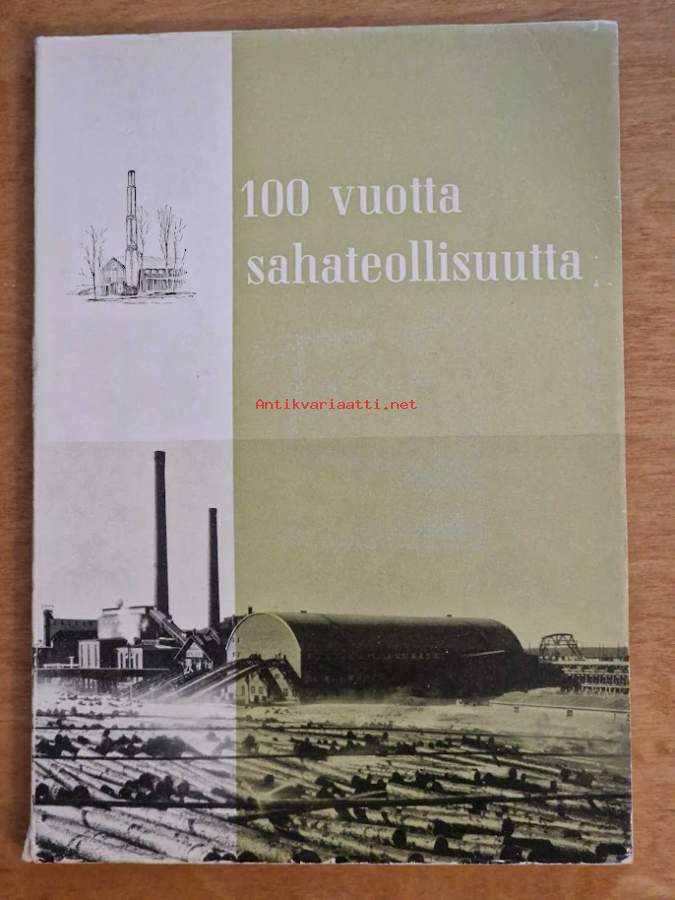 100 vuotta
sahateollisuutta
Antikvariaatti.net